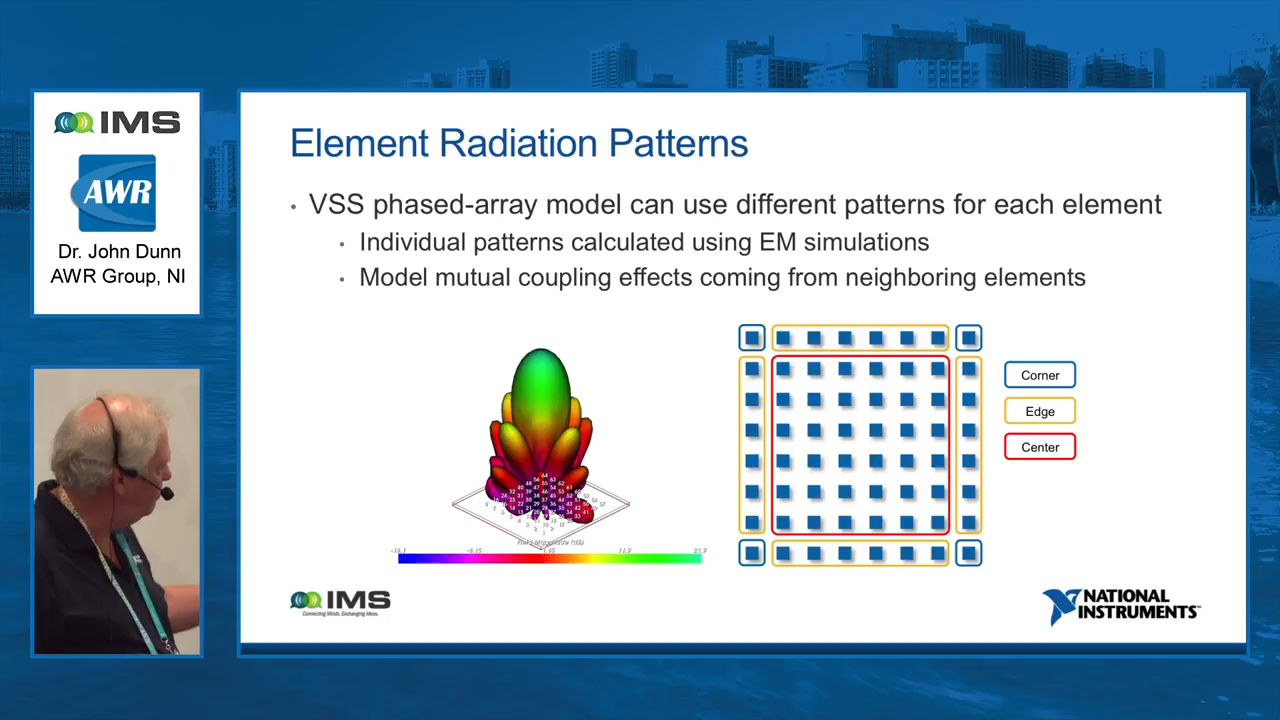 IMS
AWR
Dr. John Dunn
AWR Group, NI
Element Radiation Patterns
• VSS phased-array model can use different patterns for each element
• Individual patterns calculated using EM simulations
• Model mutual coupling effects coming from neighboring elements
Corner
Edge
Center
IMS
Connecting Minds. Exchanging Ideas.
NATIONAL
INSTRUMENTS